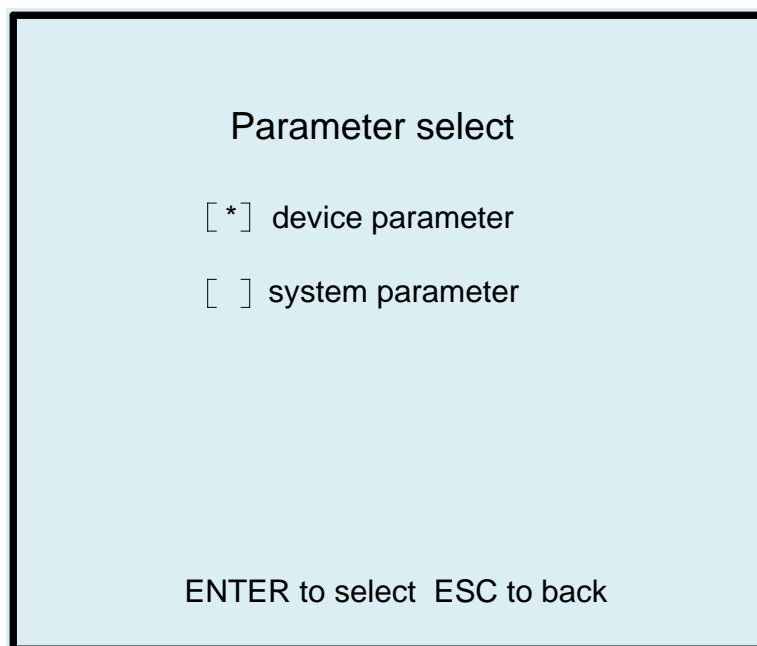 Parameter select
[ * ] device parameter
[ ] system parameter
ENTER to select ESC to back